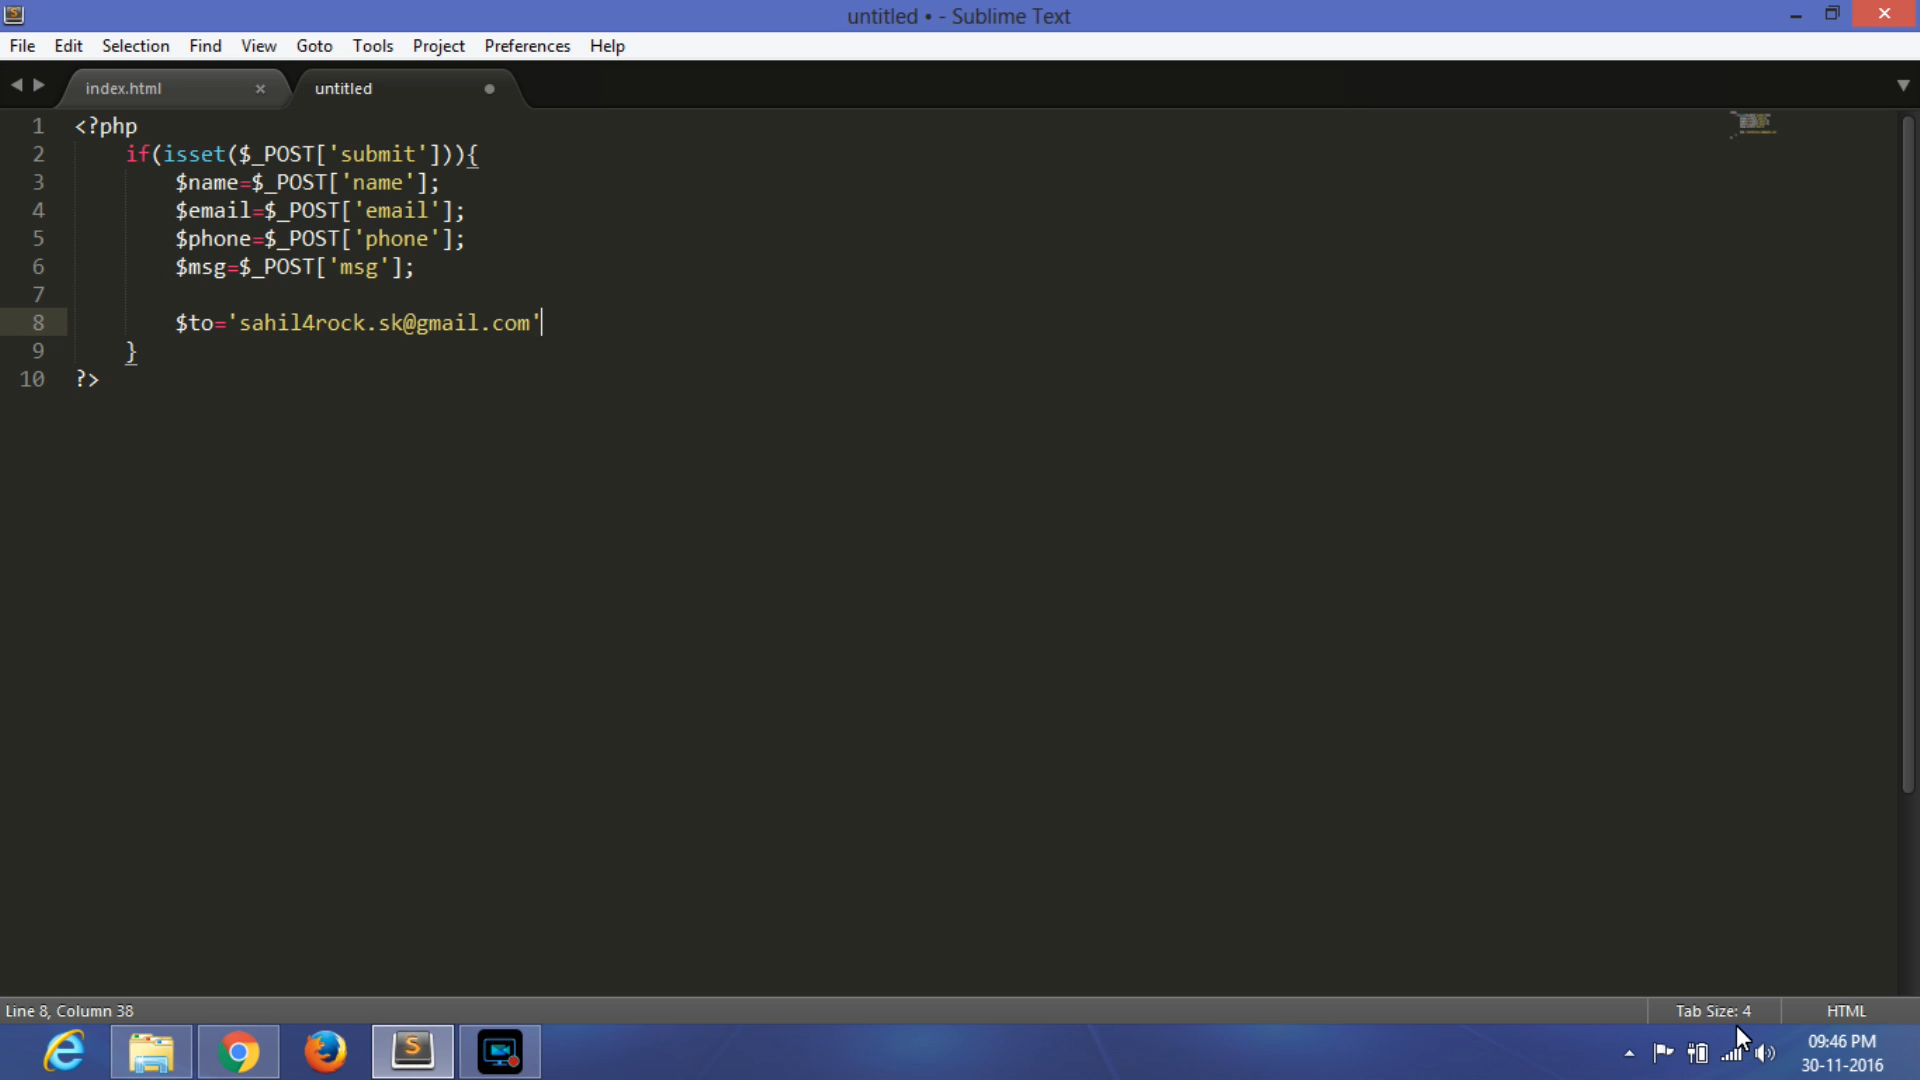 untitled • - Sublime Text
File Edit Selection Find View Goto Tools Project Preferences Help
index.html × untitled
1 <?php
2 if(isset($_POST['submit'])){
3 $name=$_POST['name'];
4 $email=$_POST['email'];
5 $phone=$_POST['phone'];
6 $msg=$_POST['msg'];
7
8 $to='sahil4rock.sk@gmail.com'
9 }
10 ?>
Line 8, Column 38 Tab Size: 4 HTML
09:46 PM
30-11-2016